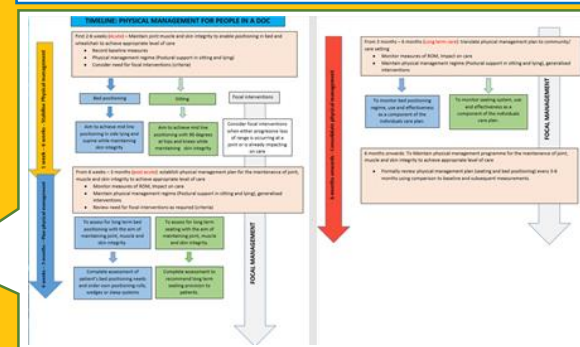 TIMELINE: PHYSICAL MANAGEMENT FOR PEOPLE IN A DOC
First 2-6 weeks (acute) – Maintain joint muscle and skin integrity to enable positioning in bed and
wheelchair to achieve appropriate level of care
• Record baseline measures
• Physical management regime (Postural support in sitting and lying)
• Consider need for focal interventions (criteria)
Bed positioning
Sitting
Focal interventions
Aim to achieve mid line
positioning in side lying and
supine while maintaining
skin integrity
Aim to achieve mid line
positioning with 90 degrees
at hips and knees while
maintaining skin integrity
Consider focal interventions
when either progressive loss
of range is occurring at a
joint or is already impacting
on care
From 6 weeks – 3 months (post acute) establish physical management plan for the maintenance of joint,
muscle and skin integrity to achieve appropriate level of care
• Monitor measures of ROM, Impact on care
• Maintain physical management regime (Postural support in sitting and lying), generalised
interventions
• Review need for focal interventions as required (criteria)
To assess for long term bed
positioning with the aim of
maintaining joint, muscle
and skin integrity
To assess for long term
seating with the aim of
maintaining joint, muscle
and skin integrity
Complete assessment of
patient's bed positioning needs
and under own positioning rolls,
wedges or sleep systems
Complete assessment to
recommend long term
seating provision to
patients.
FOCAL MANAGEMENT
1 week – 6 weeks - Stabilise Physical management
6 weeks – 3 months – Plan physical management
From 3 months – 6 months (Long term care) translate physical management plan to community/
care setting
• Monitor measures of ROM, Impact on care
• Maintain physical management regime (Postural support in sitting and lying), generalised
interventions
To monitor bed positioning
regime, use and effectiveness
as a component of the
individuals care plan.
To monitor seating system, use
and effectiveness as a
component of the individuals
care plan
6 months onwards: To Maintain Physical management programme for the maintenance of joint,
muscle and skin integrity to achieve appropriate level of care
• Formally review physical management plan (seating and bed positioning) every 3-6
months using comparison to baseline and subsequent measurements
FOCAL MANAGEMENT
3 months onwards – Consolidate physical management